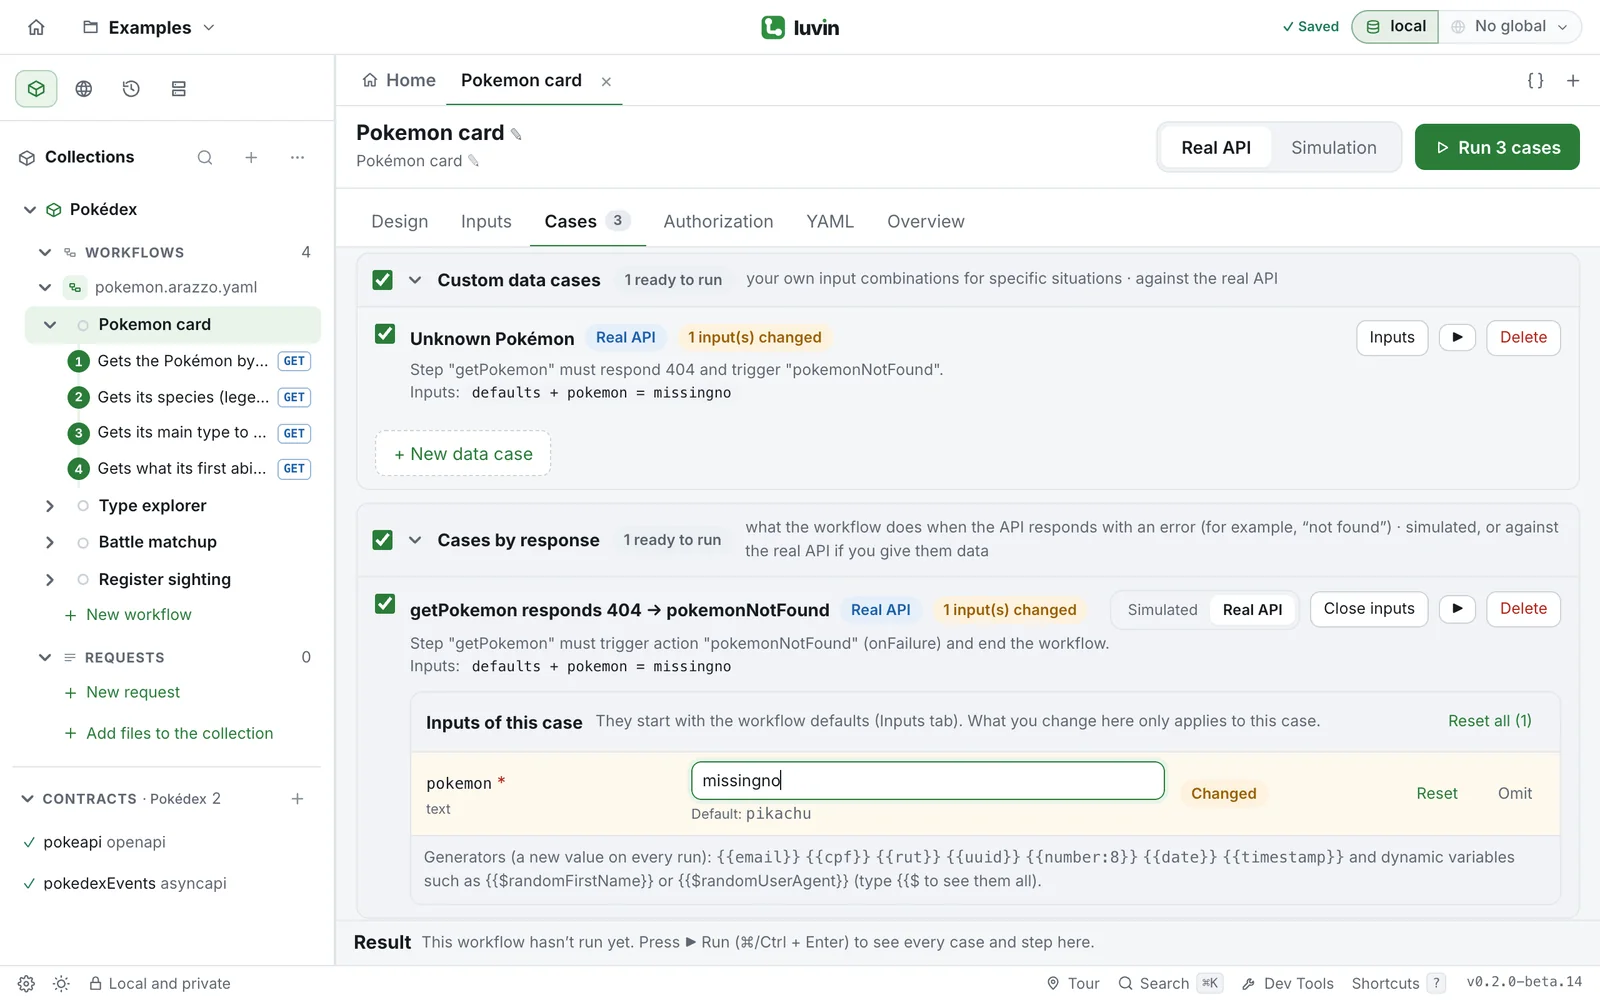 Examples
luvin
Saved
local
No global
Home
Pokemon card
{}
Collections
Pokédex
WORKFLOWS
4
pokemon.arazzo.yaml
Pokemon card
1 Gets the Pokémon by... GET
2 Gets its species (lege... GET
3 Gets its main type to ... GET
4 Gets what its first abi... GET
Type explorer
Battle matchup
Register sighting
+ New workflow
REQUESTS
0
+ New request
+ Add files to the collection
CONTRACTS · Pokédex 2
pokeapi openapi
pokedexEvents asyncapi
Pokemon card
Pokémon card
Real API
Simulation
Run 3 cases
Design
Inputs
Cases 3
Authorization
YAML
Overview
Custom data cases
1 ready to run
your own input combinations for specific situations · against the real API
Unknown Pokémon
Real API
1 input(s) changed
Inputs
Delete
Step "getPokemon" must respond 404 and trigger "pokemonNotFound".
Inputs: defaults + pokemon = missingno
+ New data case
Cases by response
1 ready to run
what the workflow does when the API responds with an error (for example, “not found”) · simulated, or against
the real API if you give them data
getPokemon responds 404 → pokemonNotFound
Real API
1 input(s) changed
Simulated
Real API
Close inputs
Delete
Step "getPokemon" must trigger action "pokemonNotFound" (onFailure) and end the workflow.
Inputs: defaults + pokemon = missingno
Inputs of this case
They start with the workflow defaults (Inputs tab). What you change here only applies to this case.
Reset all (1)
pokemon *
text
missingno
Default: pikachu
Changed
Reset
Omit
Generators (a new value on every run): {{email}} {{cpf}} {{rut}} {{uuid}} {{number:8}} {{date}} {{timestamp}} and dynamic variables
such as {{$randomFirstName}} or {{$randomUserAgent}} (type {{$ to see them all).
Result
This workflow hasn’t run yet. Press ▶ Run (⌘/Ctrl + Enter) to see every case and step here.
Local and private
Tour
Search ⌘K
Dev Tools
Shortcuts ?
v0.2.0-beta.14